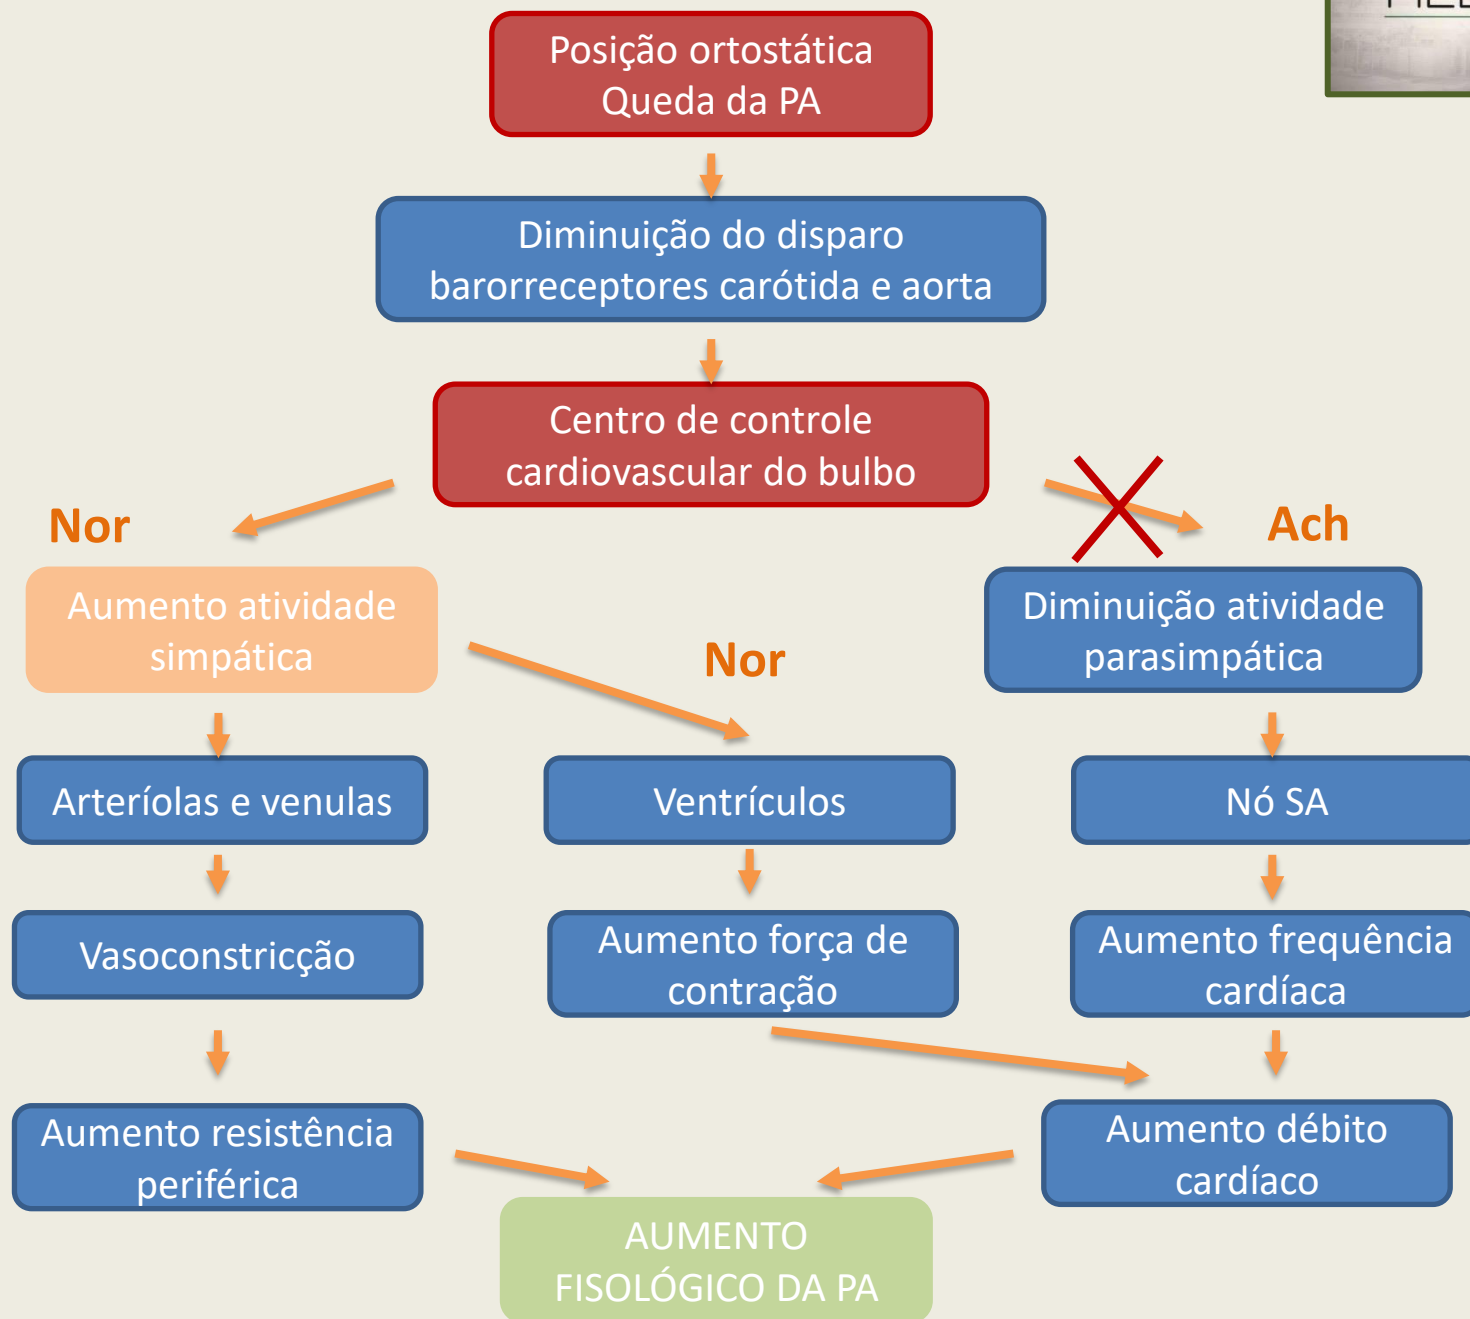 Posição ortostática
Queda da PA
Diminuição do disparo
barorreceptores carótida e aorta
Centro de controle
cardiovascular do bulbo
Nor
Ach
Aumento atividade
simpática
Nor
Diminuição atividade
parasimpática
Arteríolas e venulas
Ventrículos
Nó SA
Vasoconstricção
Aumento força de
contração
Aumento frequência
cardíaca
Aumento resistência
periférica
Aumento débito
cardíaco
AUMENTO
FISOLÓGICO DA PA